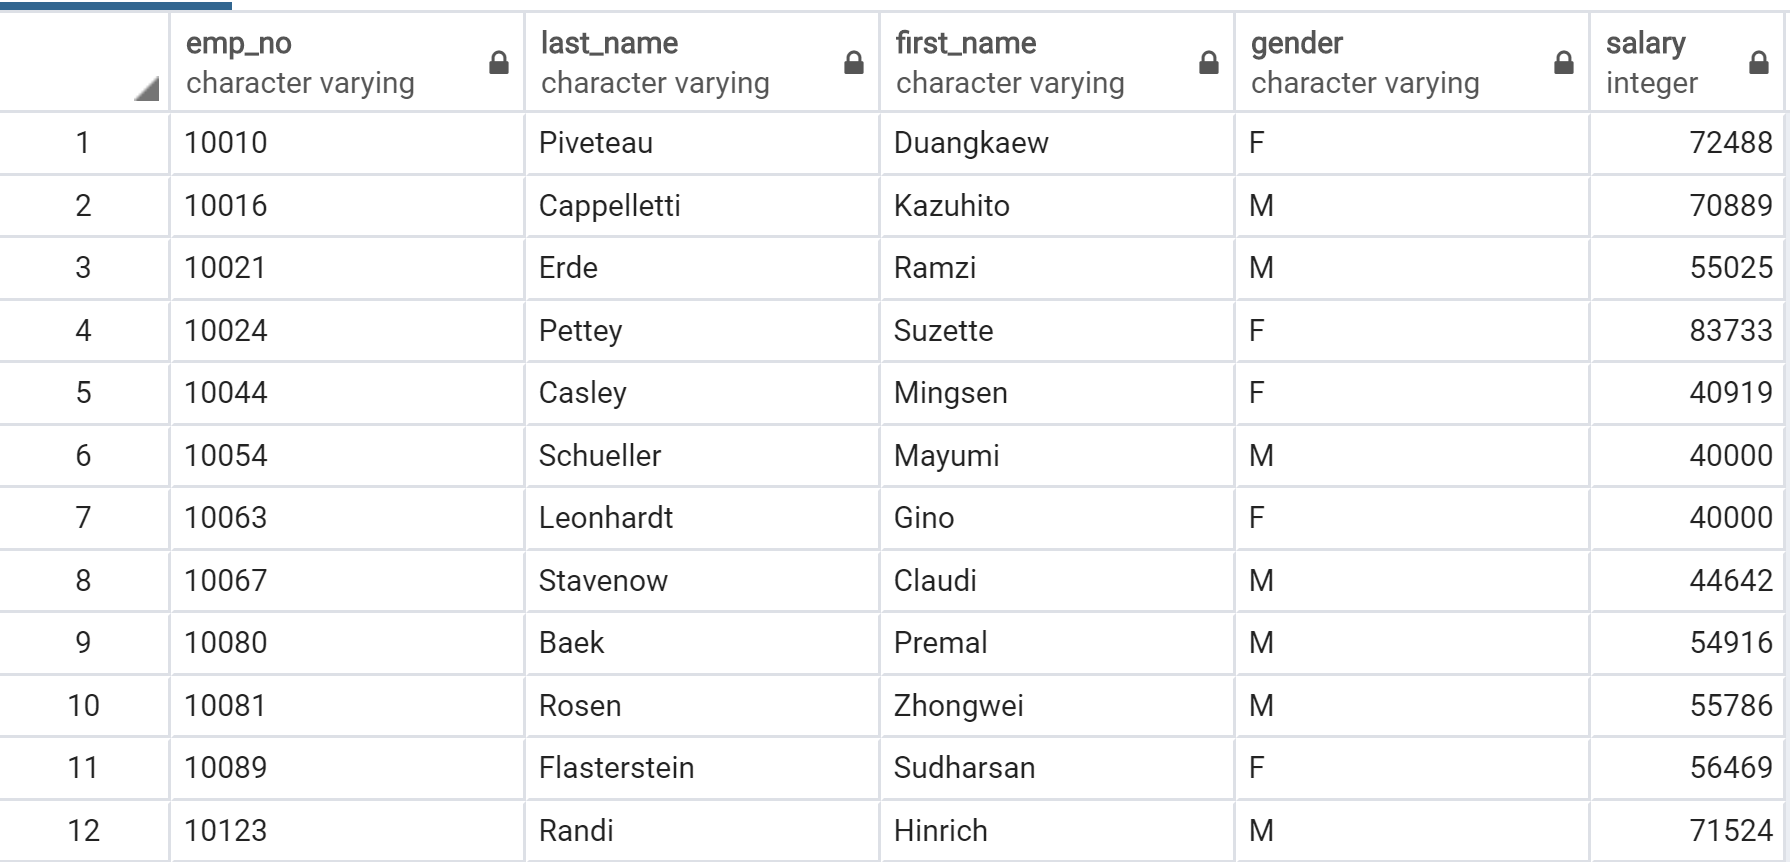 emp_no last_name first_name gender salary
character varying character varying character varying character varying integer
1 10010 Piveteau Duangkaew F 72488
2 10016 Cappelletti Kazuhito M 70889
3 10021 Erde Ramzi M 55025
4 10024 Pettey Suzette F 83733
5 10044 Casley Mingsen F 40919
6 10054 Schueller Mayumi M 40000
7 10063 Leonhardt Gino F 40000
8 10067 Stavenow Claudi M 44642
9 10080 Baek Premal M 54916
10 10081 Rosen Zhongwei M 55786
11 10089 Flasterstein Sudharsan F 56469
12 10123 Randi Hinrich M 71524